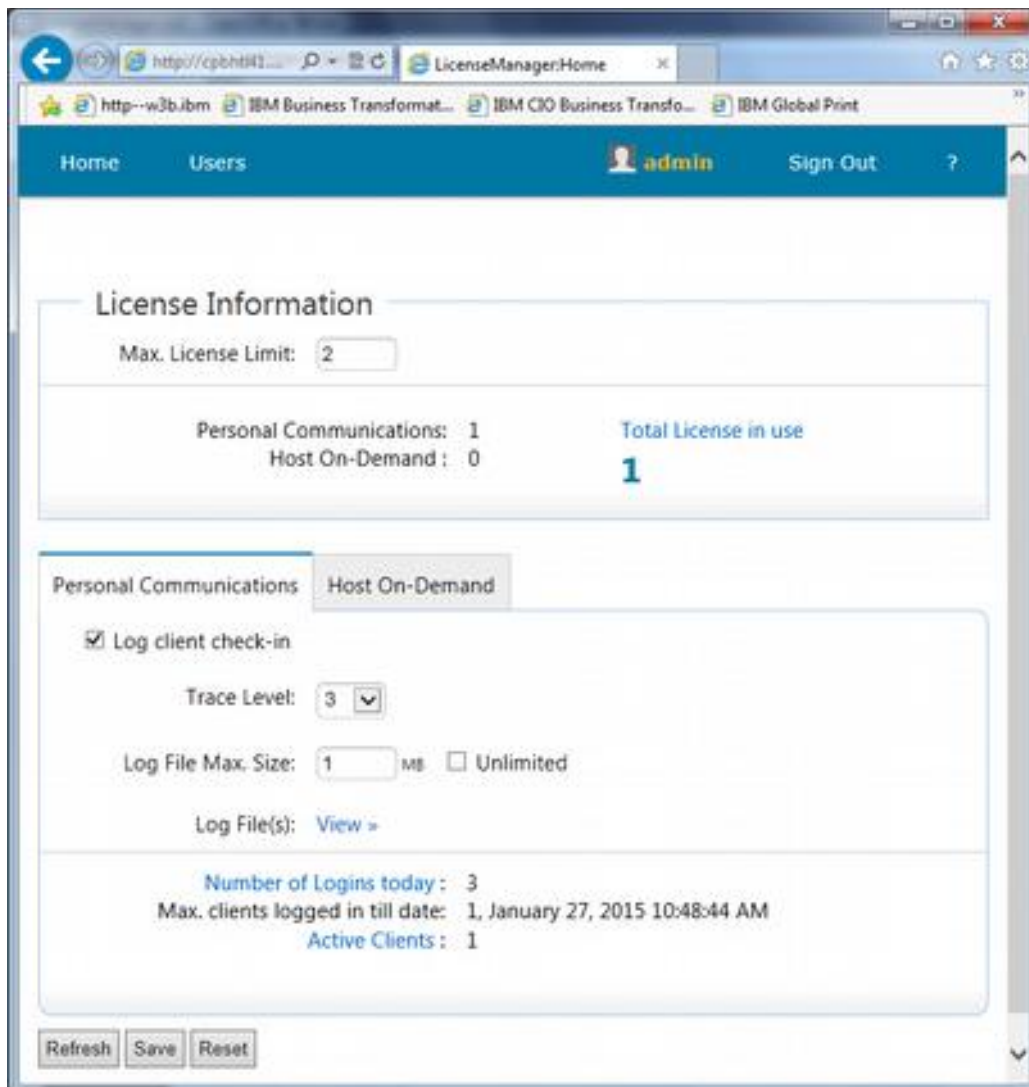 LicenseManager:Home
http--w3b.ibm IBM Business Transformat... IBM CIO Business Transfo... IBM Global Print
Home Users admin Sign Out ?
License Information
Max. License Limit: 2
Personal Communications: 1 Total License in use
Host On-Demand : 0 1
Personal Communications Host On-Demand
Log client check-in
Trace Level: 3
Log File Max. Size: 1 MB Unlimited
Log File(s): View »
Number of Logins today : 3
Max. clients logged in till date: 1, January 27, 2015 10:48:44 AM
Active Clients : 1
Refresh Save Reset